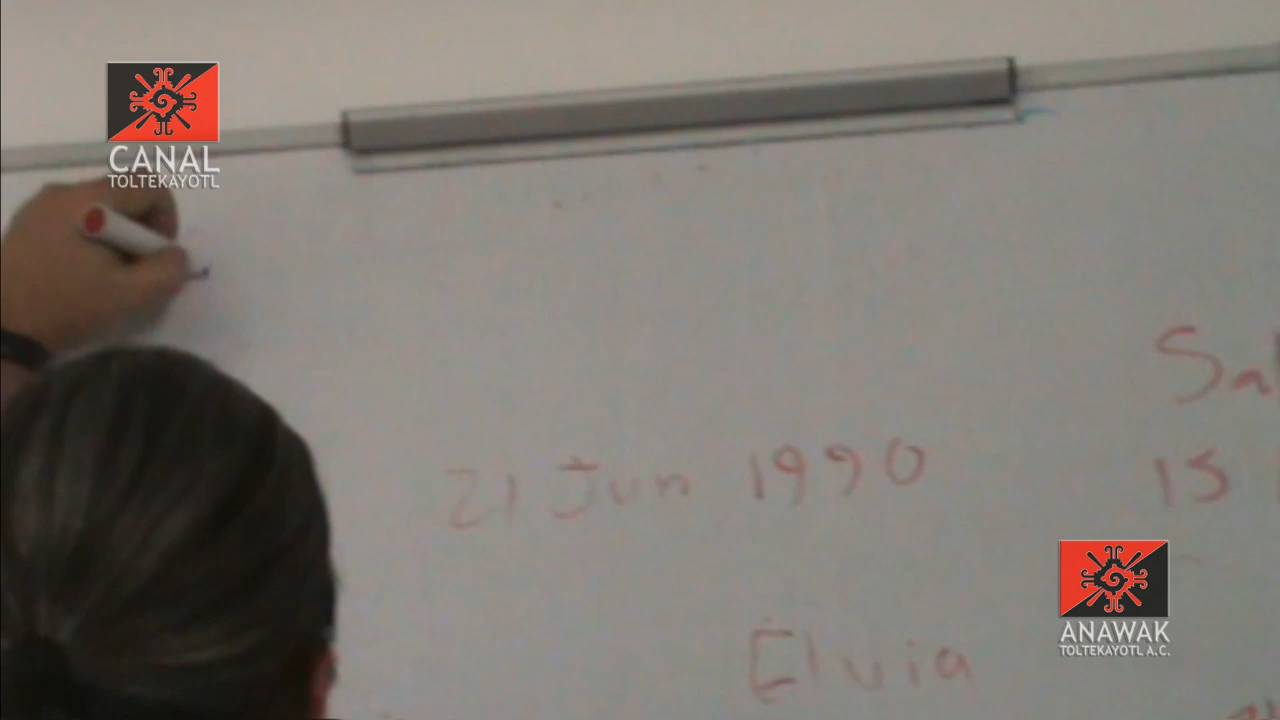 CANAL
TOLTEKAYOTL
21 Jun 1990
15
Elvia
ANAWAK
TOLTEKAYOTL A.C.